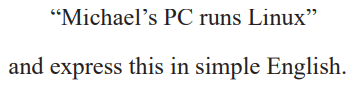 “Michael’s PC runs Linux”
and express this in simple English.